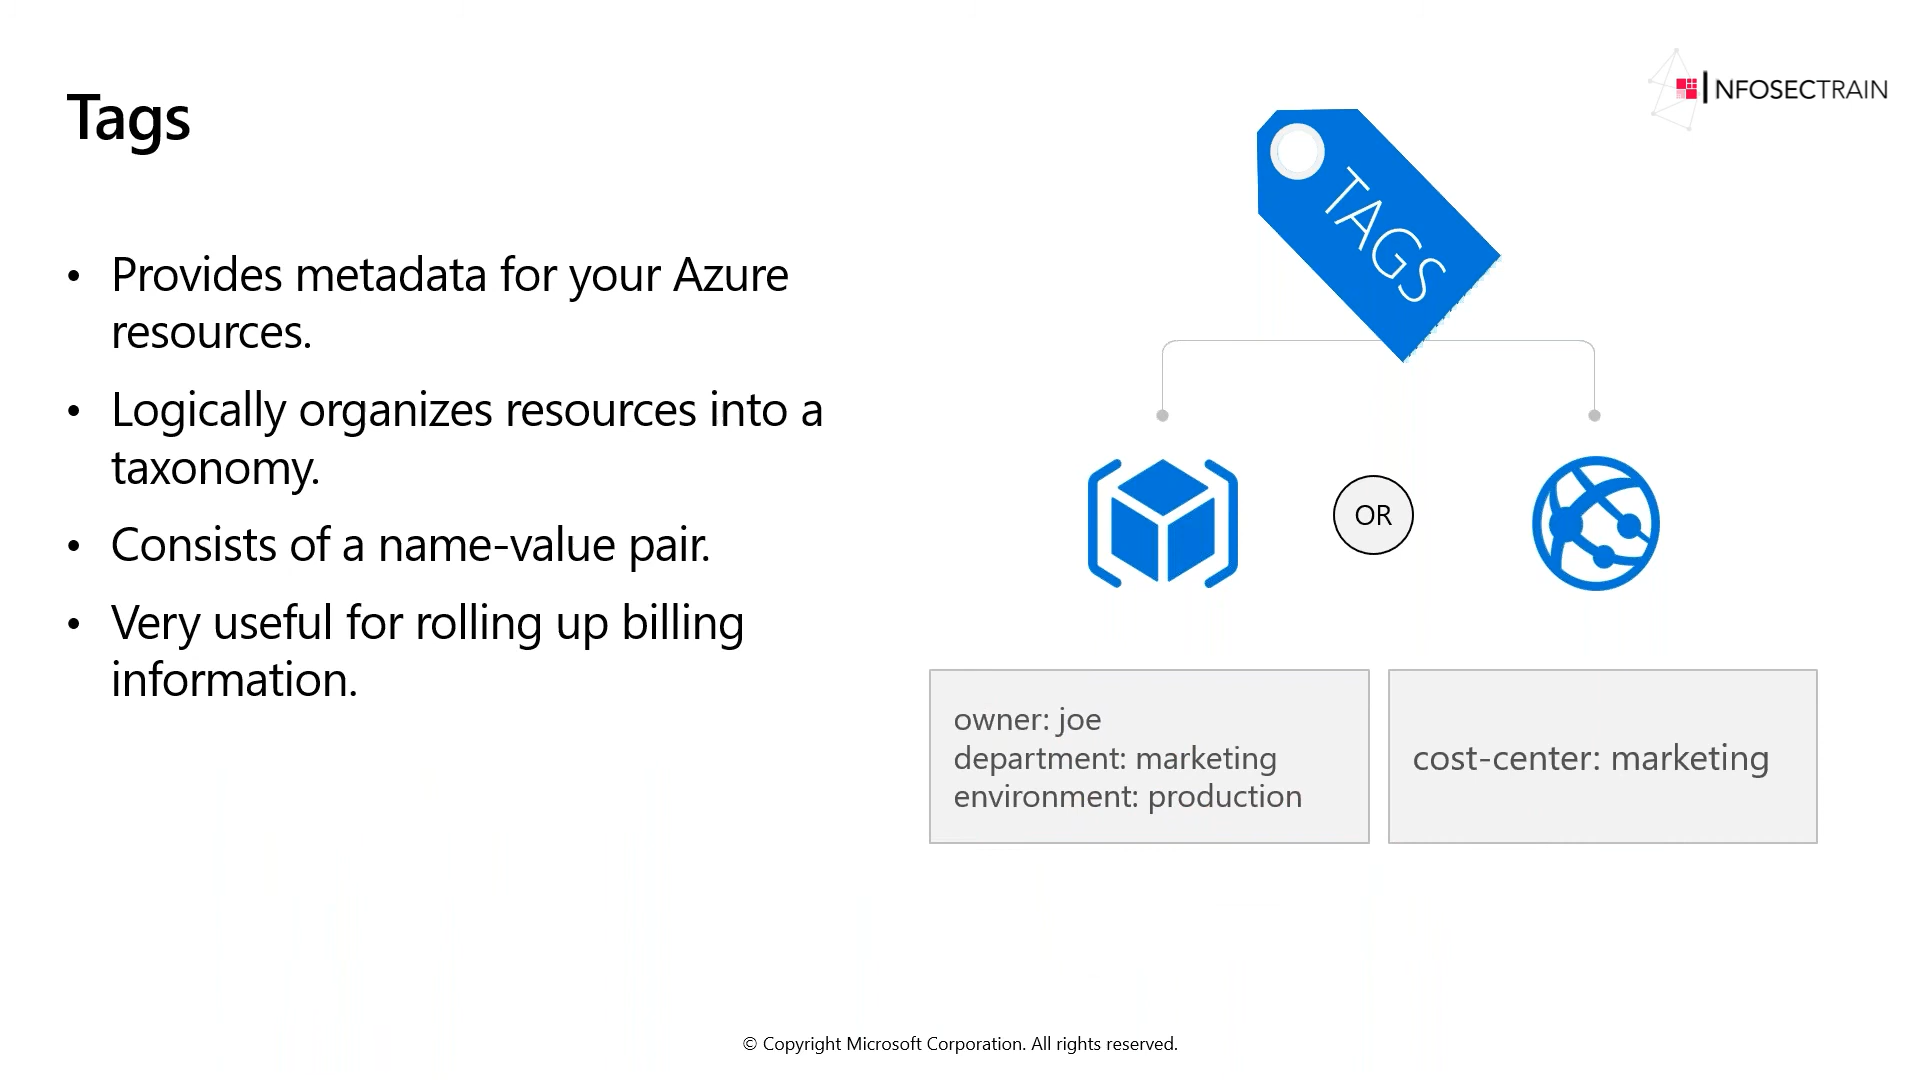 Tags
NFOSECTRAIN
TAGS
• Provides metadata for your Azure
resources.
• Logically organizes resources into a
taxonomy.
• Consists of a name-value pair.
• Very useful for rolling up billing
information.
OR
owner: joe
department: marketing
environment: production
cost-center: marketing
© Copyright Microsoft Corporation. All rights reserved.